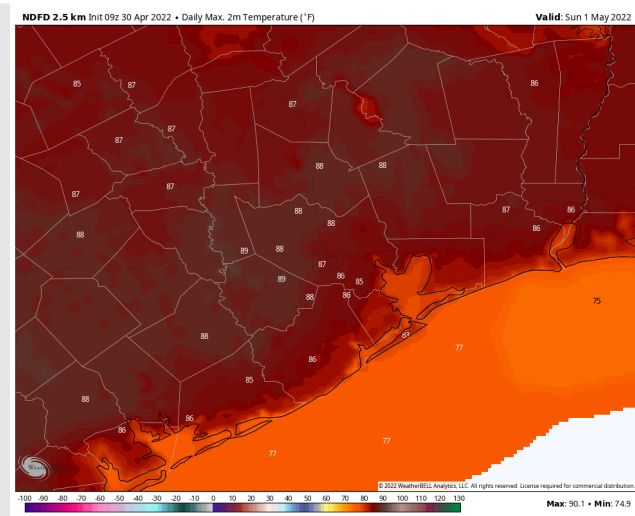 NDFD 2.5 km Init 09z 30 Apr 2022 • Daily Max. 2m Temperature (°F)
Valid: Sun 1 May 2022
85 87 86
87
87
87
88 88
87 87
88 87 86
88 88 86
89 88
87
89 86 85
88 86
75
88 83
77
86
85
88
86
86
77
77
© 2022 WeatherBELL Analytics, LLC. All rights reserved. License required for commercial distribution.
-100 -90 -80 -70 -60 -50 -40 -30 -20 -10 0 10 20 30 40 50 60 70 80 90 100 110 120 130
Max: 90.1 • Min: 74.9